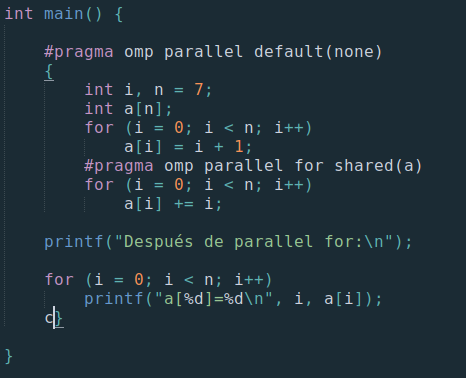 int main() {
#pragma omp parallel default(none)
{
int i, n = 7;
int a[n];
for (i = 0; i < n; i++)
a[i] = i + 1;
#pragma omp parallel for shared(a)
for (i = 0; i < n; i++)
a[i] += i;
printf("Después de parallel for:\n");
for (i = 0; i < n; i++)
printf("a[%d]=%d\n", i, a[i]);
c}
}